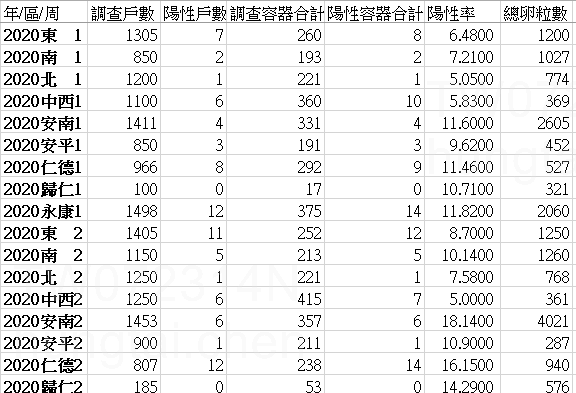 年/區/周 調查戶數 陽性戶數 調查容器合計 陽性容器合計 陽性率 總卵粒數
2020東 1 1305 7 260 8 6.4800 1200
2020南 1 850 2 193 2 7.2100 1027
2020北 1 1200 1 221 1 5.0500 774
2020中西1 1100 6 360 10 5.8300 369
2020安南1 1411 4 331 4 11.6000 2605
2020安平1 850 3 191 3 9.6200 452
2020仁德1 966 8 292 9 11.4600 527
2020歸仁1 100 0 17 0 10.7100 321
2020永康1 1498 12 375 14 11.8200 2060
2020東 2 1405 11 252 12 8.7000 1250
2020南 2 1150 5 213 5 10.1400 1260
2020北 2 1250 1 221 1 7.5800 768
2020中西2 1250 6 415 7 5.0000 361
2020安南2 1453 6 357 6 18.1400 4021
2020安平2 900 1 211 1 10.9000 287
2020仁德2 807 12 238 14 16.1500 940
2020歸仁2 185 0 53 0 14.2900 576